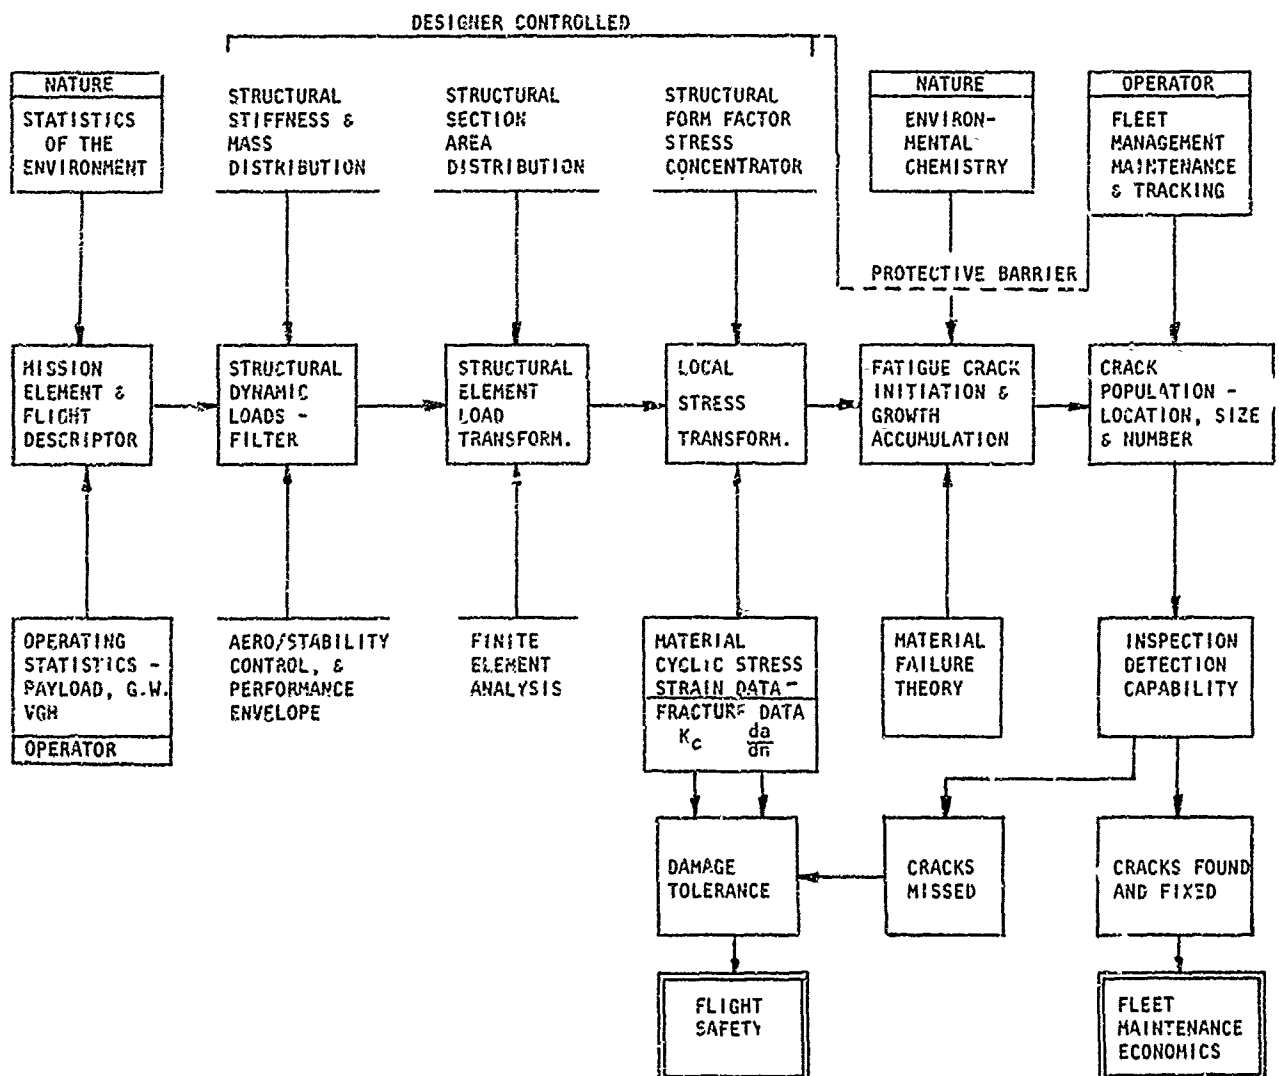 DESIGNER CONTROLLED
NATURE
STATISTICS
OF THE
ENVIRONMENT
STRUCTURAL
STIFFNESS &
MASS
DISTRIBUTION
STRUCTURAL
SECTION
AREA
DISTRIBUTION
STRUCTURAL
FORM FACTOR
STRESS
CONCENTRATOR
NATURE
ENVIRON-
MENTAL
CHEMISTRY
OPERATOR
FLEET
MANAGEMENT
MAINTENANCE
& TRACKING
PROTECTIVE BARRIER
MISSION
ELEMENT &
FLIGHT
DESCRIPTOR
STRUCTURAL
DYNAMIC
LOADS -
FILTER
STRUCTURAL
ELEMENT
LOAD
TRANSFORM.
LOCAL
STRESS
TRANSFORM.
FATIGUE CRACK
INITIATION &
GROWTH
ACCUMULATION
CRACK
POPULATION -
LOCATION, SIZE
& NUMBER
OPERATING
STATISTICS -
PAYLOAD, G.W.
VGH
OPERATOR
AERO/STABILITY
CONTROL, &
PERFORMANCE
ENVELOPE
FINITE
ELEMENT
ANALYSIS
MATERIAL
CYCLIC STRESS
STRAIN DATA-
FRACTURE DATA
Kc da/dn
MATERIAL
FAILURE
THEORY
INSPECTION
DETECTION
CAPABILITY
DAMAGE
TOLERANCE
CRACKS
MISSED
CRACKS FOUND
AND FIXED
FLIGHT
SAFETY
FLEET
MAINTENANCE
ECONOMICS